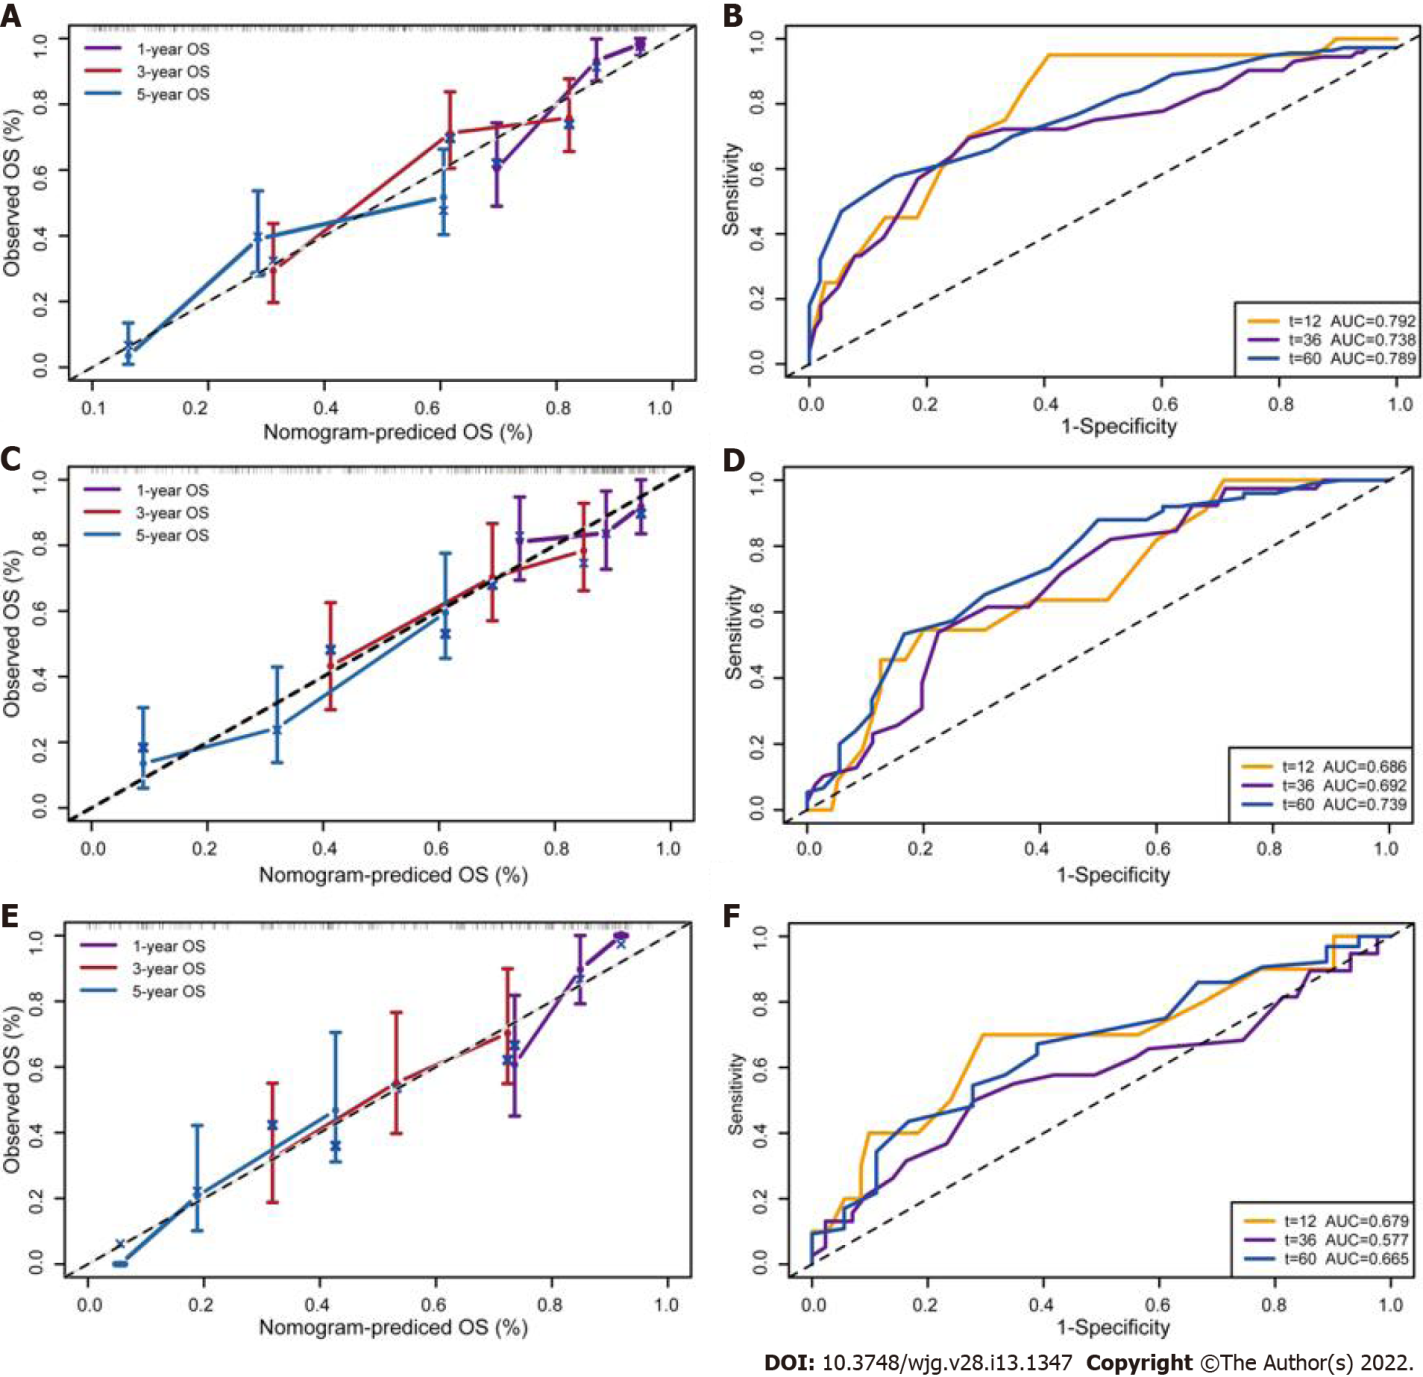 A
1-year OS
3-year OS
5-year OS
Observed OS (%)
0.0 0.2 0.4 0.6 0.8 1.0
0.1 0.2 0.4 0.6 0.8 1.0
Nomogram-prediced OS (%)
B
Sensitivity
0.0 0.2 0.4 0.6 0.8 1.0
t=12 AUC=0.792
t=36 AUC=0.738
t=60 AUC=0.789
0.0 0.2 0.4 0.6 0.8 1.0
1-Specificity
C
1-year OS
3-year OS
5-year OS
Observed OS (%)
0.0 0.2 0.4 0.6 0.8 1.0
0.0 0.2 0.4 0.6 0.8 1.0
Nomogram-prediced OS (%)
D
Sensitivity
0.0 0.2 0.4 0.6 0.8 1.0
t=12 AUC=0.686
t=36 AUC=0.692
t=60 AUC=0.739
0.0 0.2 0.4 0.6 0.8 1.0
1-Specificity
E
1-year OS
3-year OS
5-year OS
Observed OS (%)
0.0 0.2 0.4 0.6 0.8 1.0
0.0 0.2 0.4 0.6 0.8 1.0
Nomogram-prediced OS (%)
F
Sensitivity
0.0 0.2 0.4 0.6 0.8 1.0
t=12 AUC=0.679
t=36 AUC=0.577
t=60 AUC=0.665
0.0 0.2 0.4 0.6 0.8 1.0
1-Specificity
DOI: 10.3748/wjg.v28.i13.1347 Copyright ©The Author(s) 2022.